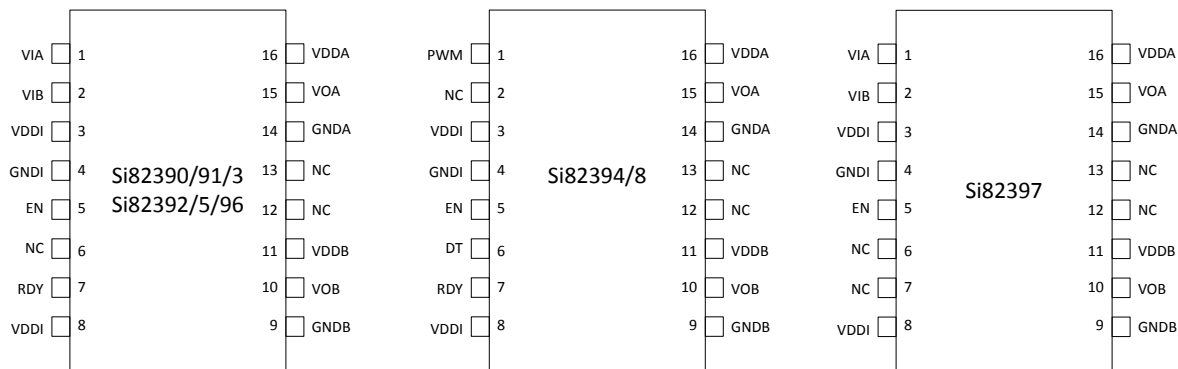 VIA 1 16 VDDA
VIB 2 15 VOA
VDDI 3 14 GNDA
GNDI 4 13 NC
EN 5 12 NC
NC 6 11 VDDB
RDY 7 10 VOB
VDDI 8 9 GNDB
Si82390/91/3
Si82392/5/96
PWM 1 16 VDDA
NC 2 15 VOA
VDDI 3 14 GNDA
GNDI 4 13 NC
EN 5 12 NC
DT 6 11 VDDB
RDY 7 10 VOB
VDDI 8 9 GNDB
Si82394/8
VIA 1 16 VDDA
VIB 2 15 VOA
VDDI 3 14 GNDA
GNDI 4 13 NC
EN 5 12 NC
NC 6 11 VDDB
NC 7 10 VOB
VDDI 8 9 GNDB
Si82397